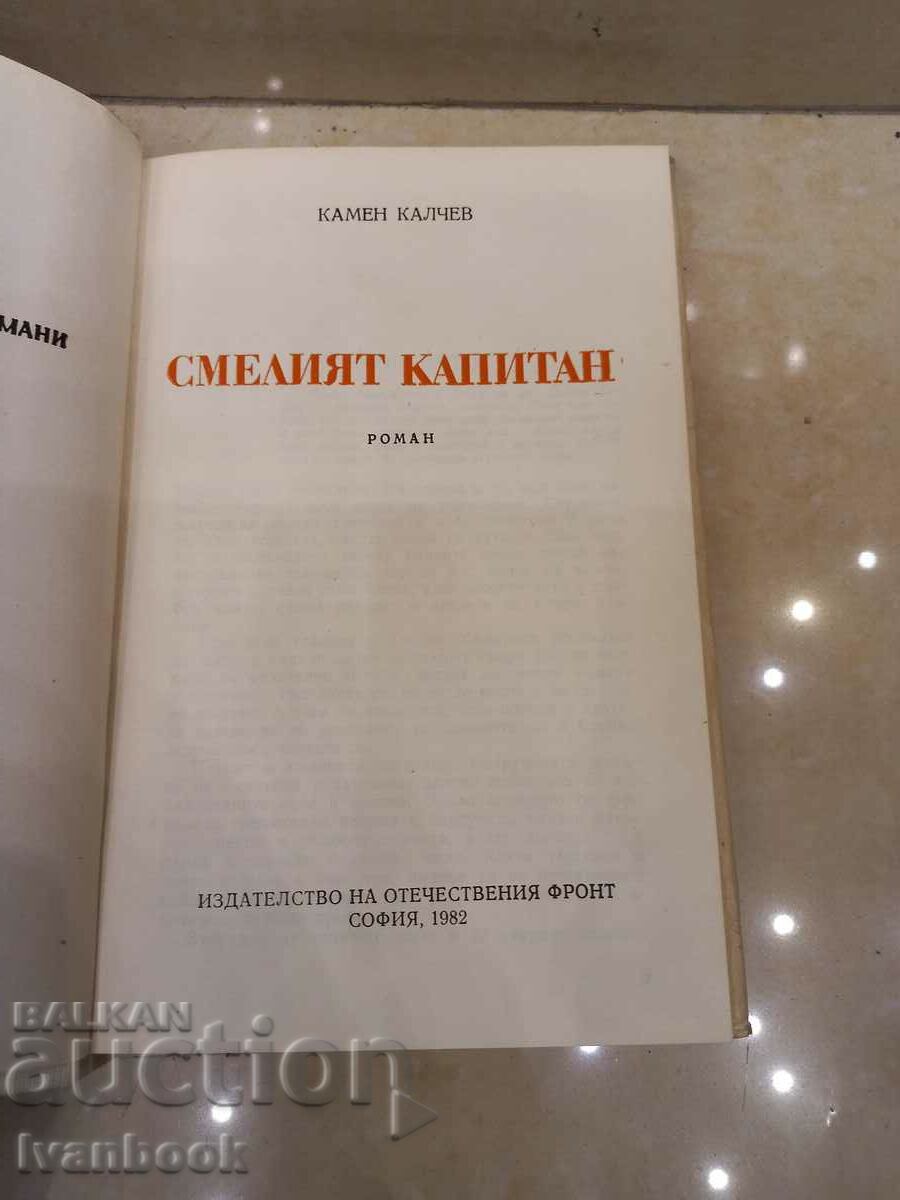 МАНИ
КАМЕН КАЛЧЕВ
СМЕЛИЯТ КАПИТАН
РОМАН
ИЗДАТЕЛСТВО НА ОТЕЧЕСТВЕНИЯ ФРОНТ
СОФИЯ, 1982
BALKAN
auction
Ivanbook